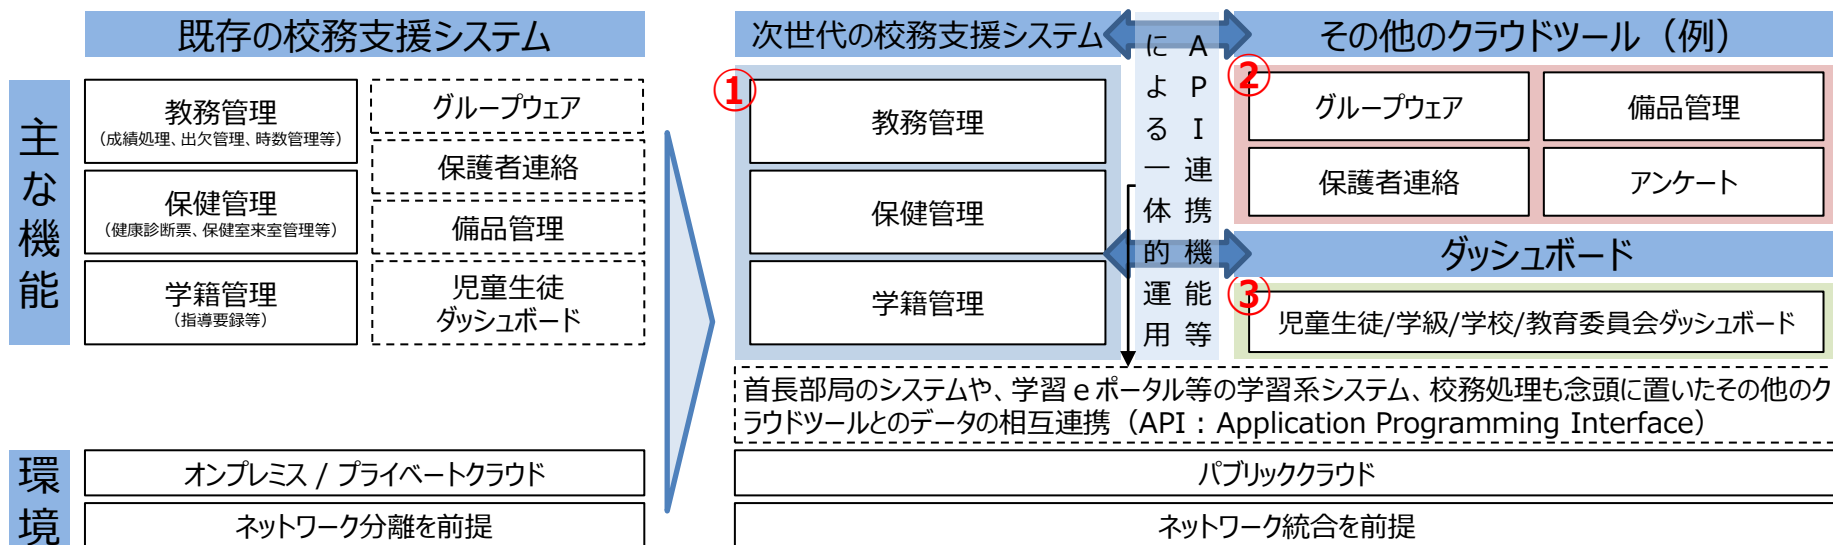 既存の校務支援システム
主な機能
教務管理
（成績処理、出欠管理、時数管理等）
保健管理
（健康診断票、保健室来室管理等）
学籍管理
（指導要録等）
グループウェア
保護者連絡
備品管理
児童生徒
ダッシュボード
次世代の校務支援システム
①
教務管理
保健管理
学籍管理
API連携機能等
による一体的運用
その他のクラウドツール（例）
②
グループウェア
備品管理
保護者連絡
アンケート
ダッシュボード
③
児童生徒/学級/学校/教育委員会ダッシュボード
首長部局のシステムや、学習ｅポータル等の学習系システム、校務処理も念頭に置いたその他のク
ラウドツールとのデータの相互連携（API：Application Programming Interface）
環境
オンプレミス / プライベートクラウド
ネットワーク分離を前提
パブリッククラウド
ネットワーク統合を前提